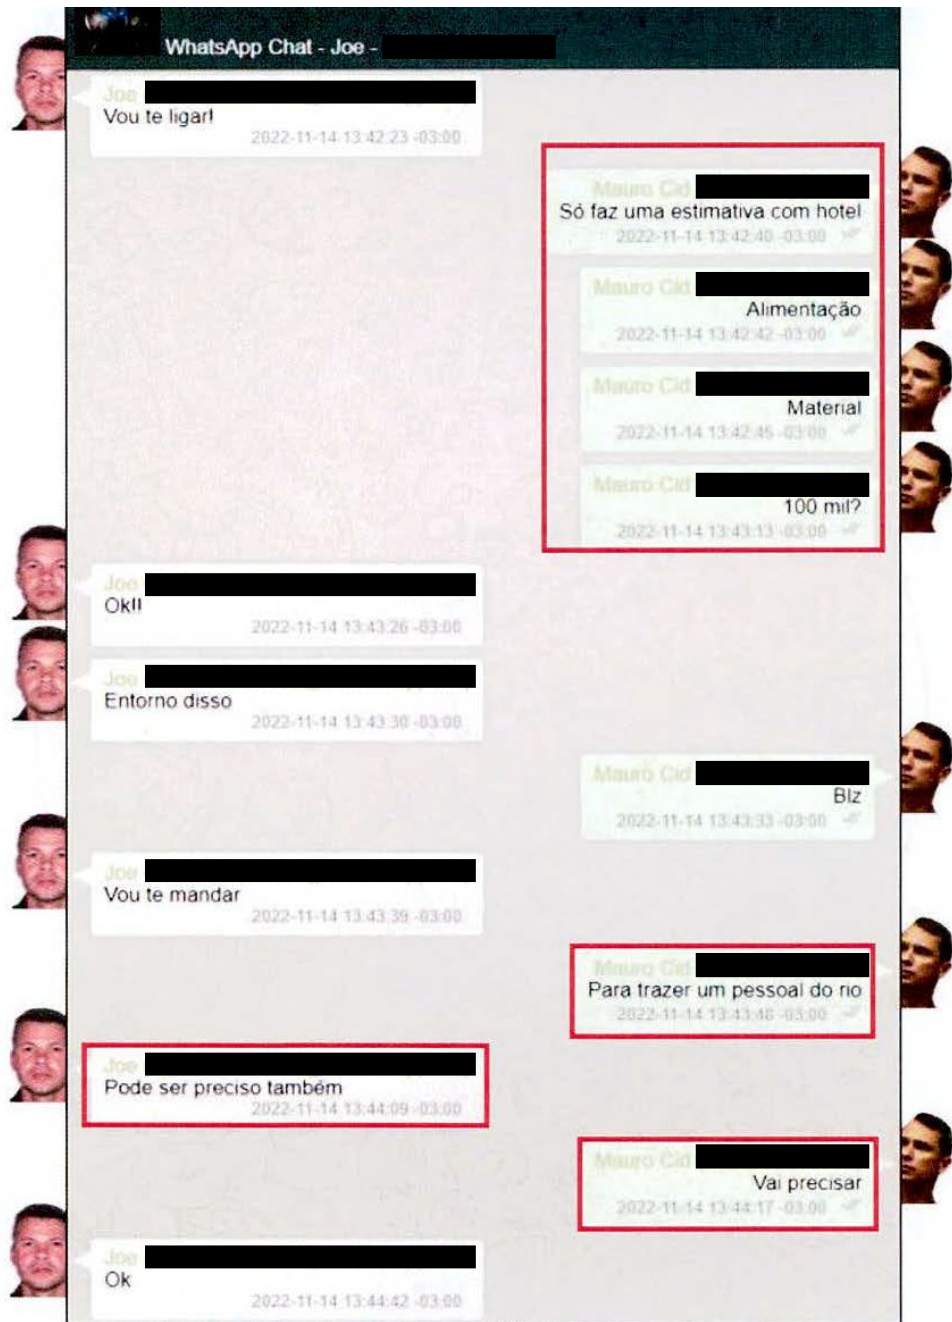 WhatsApp Chat - Joe -
Joe
Vou te ligar!
2022-11-14 13:42:23 -03:00
Mauro Cid
Só faz uma estimativa com hotel
2022-11-14 13:42:40 -03:00
Mauro Cid
Alimentação
2022-11-14 13:42:42 -03:00
Mauro Cid
Material
2022-11-14 13:42:45 -03:00
Mauro Cid
100 mil?
2022-11-14 13:43:13 -03:00
Joe
Ok!!
2022-11-14 13:43:26 -03:00
Joe
Entorno disso
2022-11-14 13:43:30 -03:00
Mauro Cid
Blz
2022-11-14 13:43:33 -03:00
Joe
Vou te mandar
2022-11-14 13:43:39 -03:00
Mauro Cid
Para trazer um pessoal do rio
2022-11-14 13:43:48 -03:00
Joe
Pode ser preciso também
2022-11-14 13:44:09 -03:00
Mauro Cid
Vai precisar
2022-11-14 13:44:17 -03:00
Joe
Ok
2022-11-14 13:44:42 -03:00